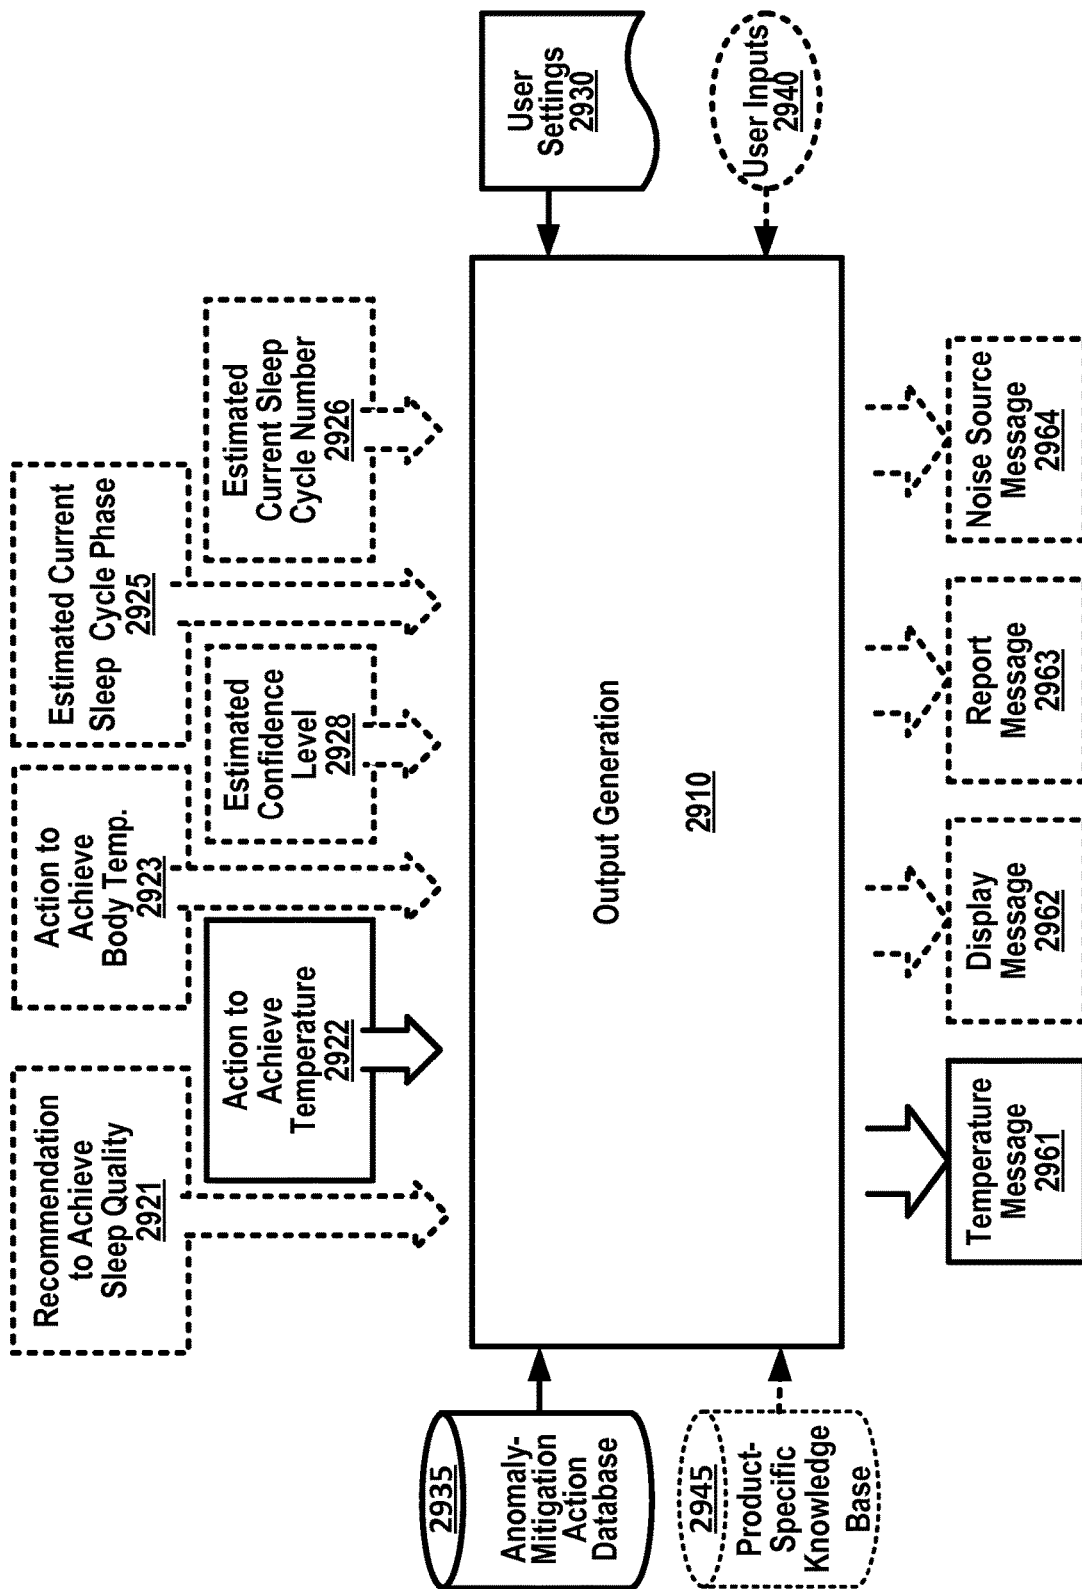 Recommendation
to Achieve
Sleep Quality
2921
Action to
Achieve
Temperature
2922
Action to
Achieve
Body Temp.
2923
Estimated
Confidence
Level
2928
Estimated Current
Sleep Cycle Phase
2925
Estimated
Current Sleep
Cycle Number
2926
2935
Anomaly-
Mitigation
Action
Database
2945
Product-
Specific
Knowledge
Base
Output Generation
2910
User
Settings
2930
User Inputs
2940
Temperature
Message
2961
Display
Message
2962
Report
Message
2963
Noise Source
Message
2964